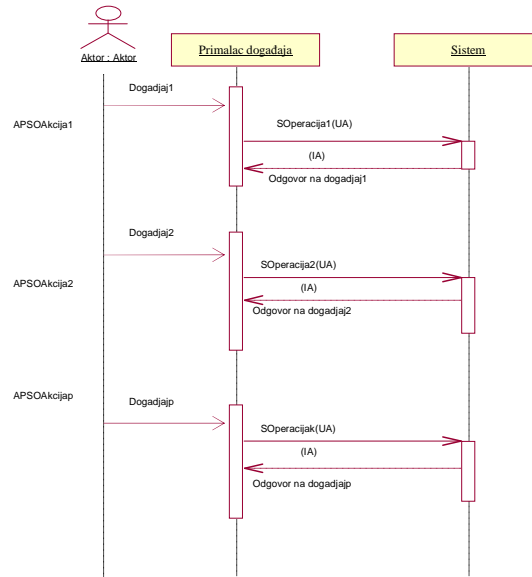 Aktor : Aktor
Primalac događaja
Sistem
Dogadjaj1
APSOAkcija1
SOperacija1(UA)
(IA)
Odgovor na dogadjaj1
Dogadjaj2
APSOAkcija2
SOperacija2(UA)
(IA)
Odgovor na dogadjaj2
APSOAkcijap
Dogadjajp
SOperacijak(UA)
(IA)
Odgovor na dogadjajp